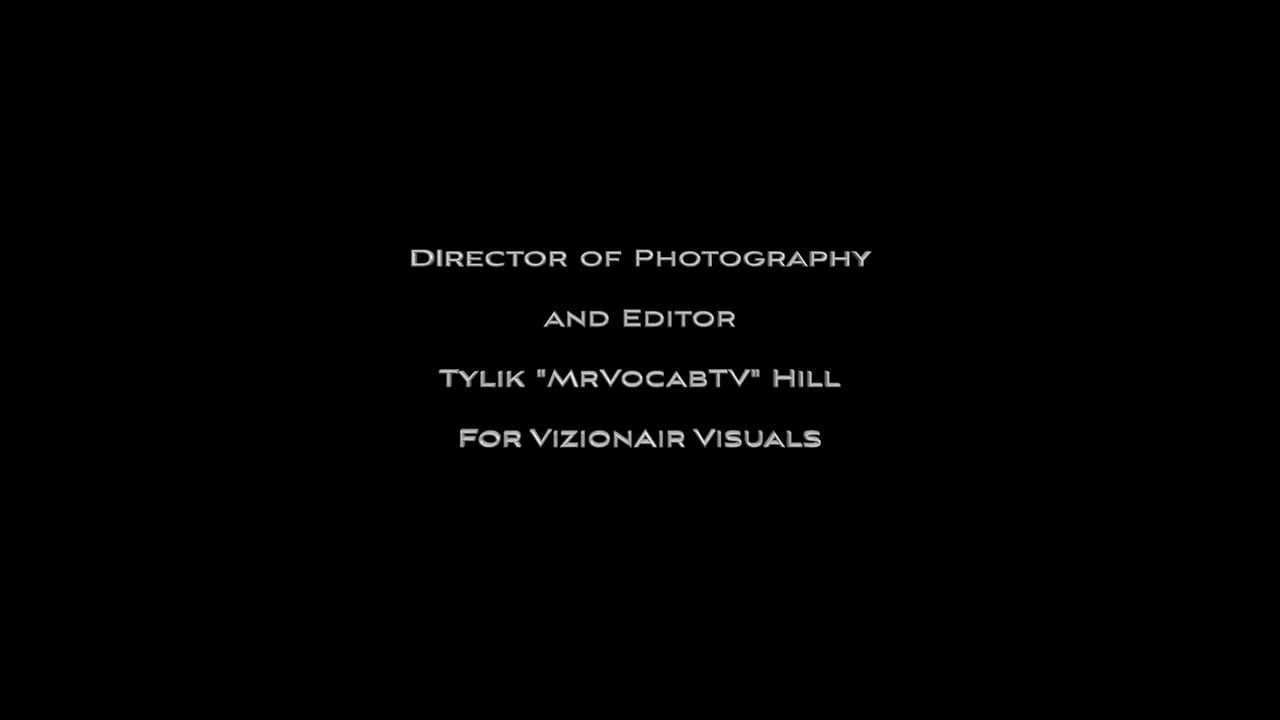 Director of Photography
and Editor
Tylik "MrVocabTV" Hill
For Vizionair Visuals